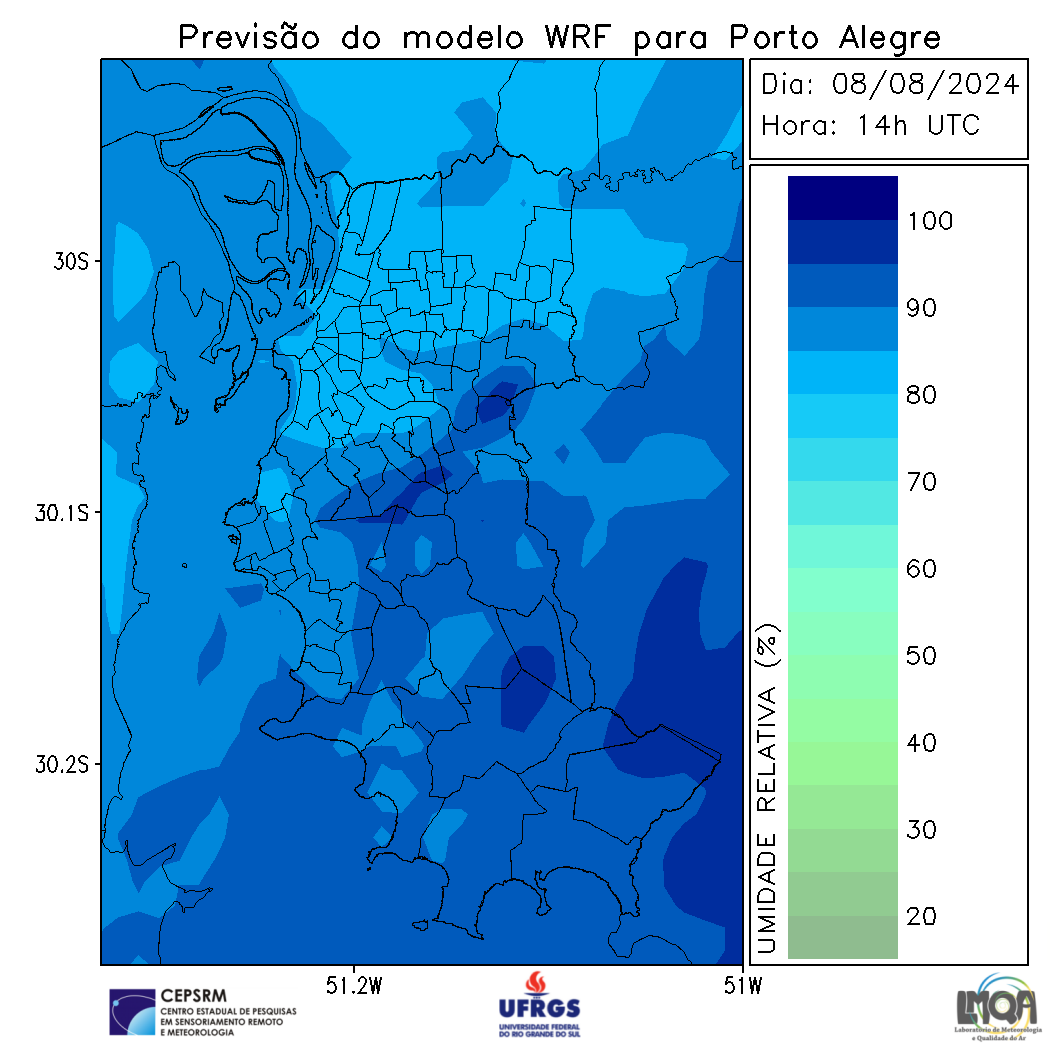 Previsão do modelo WRF para Porto Alegre
Dia: 08/08/2024
Hora: 14h UTC
30S
30.1S
30.2S
51.2W
51W
100
90
80
70
60
50
40
30
20
UMIDADE RELATIVA (%)
CEPSRM
CENTRO ESTADUAL DE PESQUISAS
EM SENSORIAMENTO REMOTO
E METEOROLOGIA
UFRGS
UNIVERSIDADE FEDERAL
DO RIO GRANDE DO SUL
LMQA
Laboratório de Meteorologia
e Qualidade do Ar